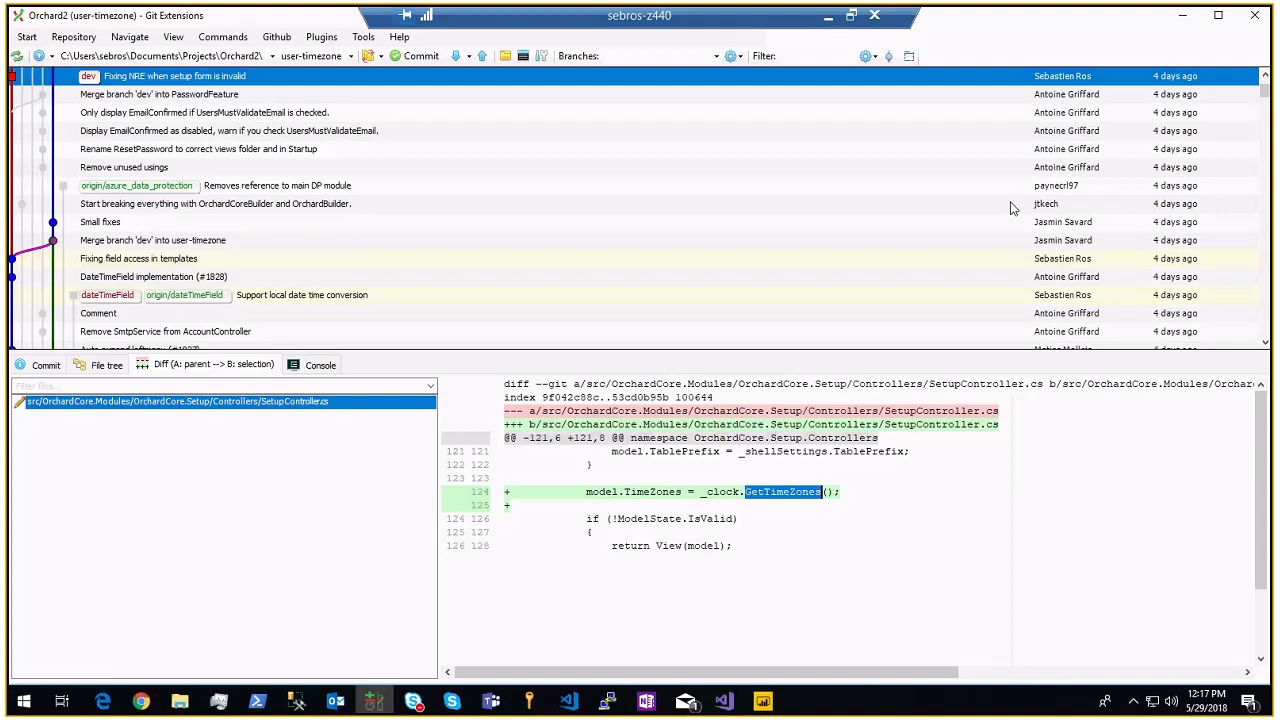 Orchard2 (user-timezone) - Git Extensions
sebros-z440
Start Repository Navigate View Commands Github Plugins Tools Help
C:\Users\sebros\Documents\Projects\Orchard2\ user-timezone Commit Branches: Filter:
dev Fixing NRE when setup form is invalid Sebastien Ros 4 days ago
Merge branch 'dev' into PasswordFeature Antoine Griffard 4 days ago
Only display EmailConfirmed if UsersMustValidateEmail is checked. Antoine Griffard 4 days ago
Display EmailConfirmed as disabled, warn if you check UsersMustValidateEmail. Antoine Griffard 4 days ago
Rename ResetPassword to correct views folder and in Startup Antoine Griffard 4 days ago
Remove unused usings Antoine Griffard 4 days ago
origin/azure_data_protection Removes reference to main DP module paynecrl97 4 days ago
Start breaking everything with OrchardCoreBuilder and OrchardBuilder. jtkech 4 days ago
Small fixes Jasmin Savard 4 days ago
Merge branch 'dev' into user-timezone Jasmin Savard 4 days ago
Fixing field access in templates Sebastien Ros 4 days ago
DateTimeField implementation (#1828) Antoine Griffard 4 days ago
dateTimeField origin/dateTimeField Support local date time conversion Sebastien Ros 4 days ago
Comment Antoine Griffard 4 days ago
Remove SmtpService from AccountController Antoine Griffard 4 days ago
Commit File tree Diff (A: parent --> B: selection) Console
Filter files...
src/OrchardCore.Modules/OrchardCore.Setup/Controllers/SetupController.cs
diff --git a/src/OrchardCore.Modules/OrchardCore.Setup/Controllers/SetupController.cs b/src/OrchardCore.Modules/Orchar
index 9f042c88c..53cd0b95b 100644
--- a/src/OrchardCore.Modules/OrchardCore.Setup/Controllers/SetupController.cs
+++ b/src/OrchardCore.Modules/OrchardCore.Setup/Controllers/SetupController.cs
@@ -121,6 +121,8 @@ namespace OrchardCore.Setup.Controllers
121 121 model.TablePrefix = _shellSettings.TablePrefix;
122 122 }
123 123
124 + model.TimeZones = _clock.GetTimeZones();
125 +
124 126 if (!ModelState.IsValid)
125 127 {
126 128 return View(model);
12:17 PM
5/29/2018